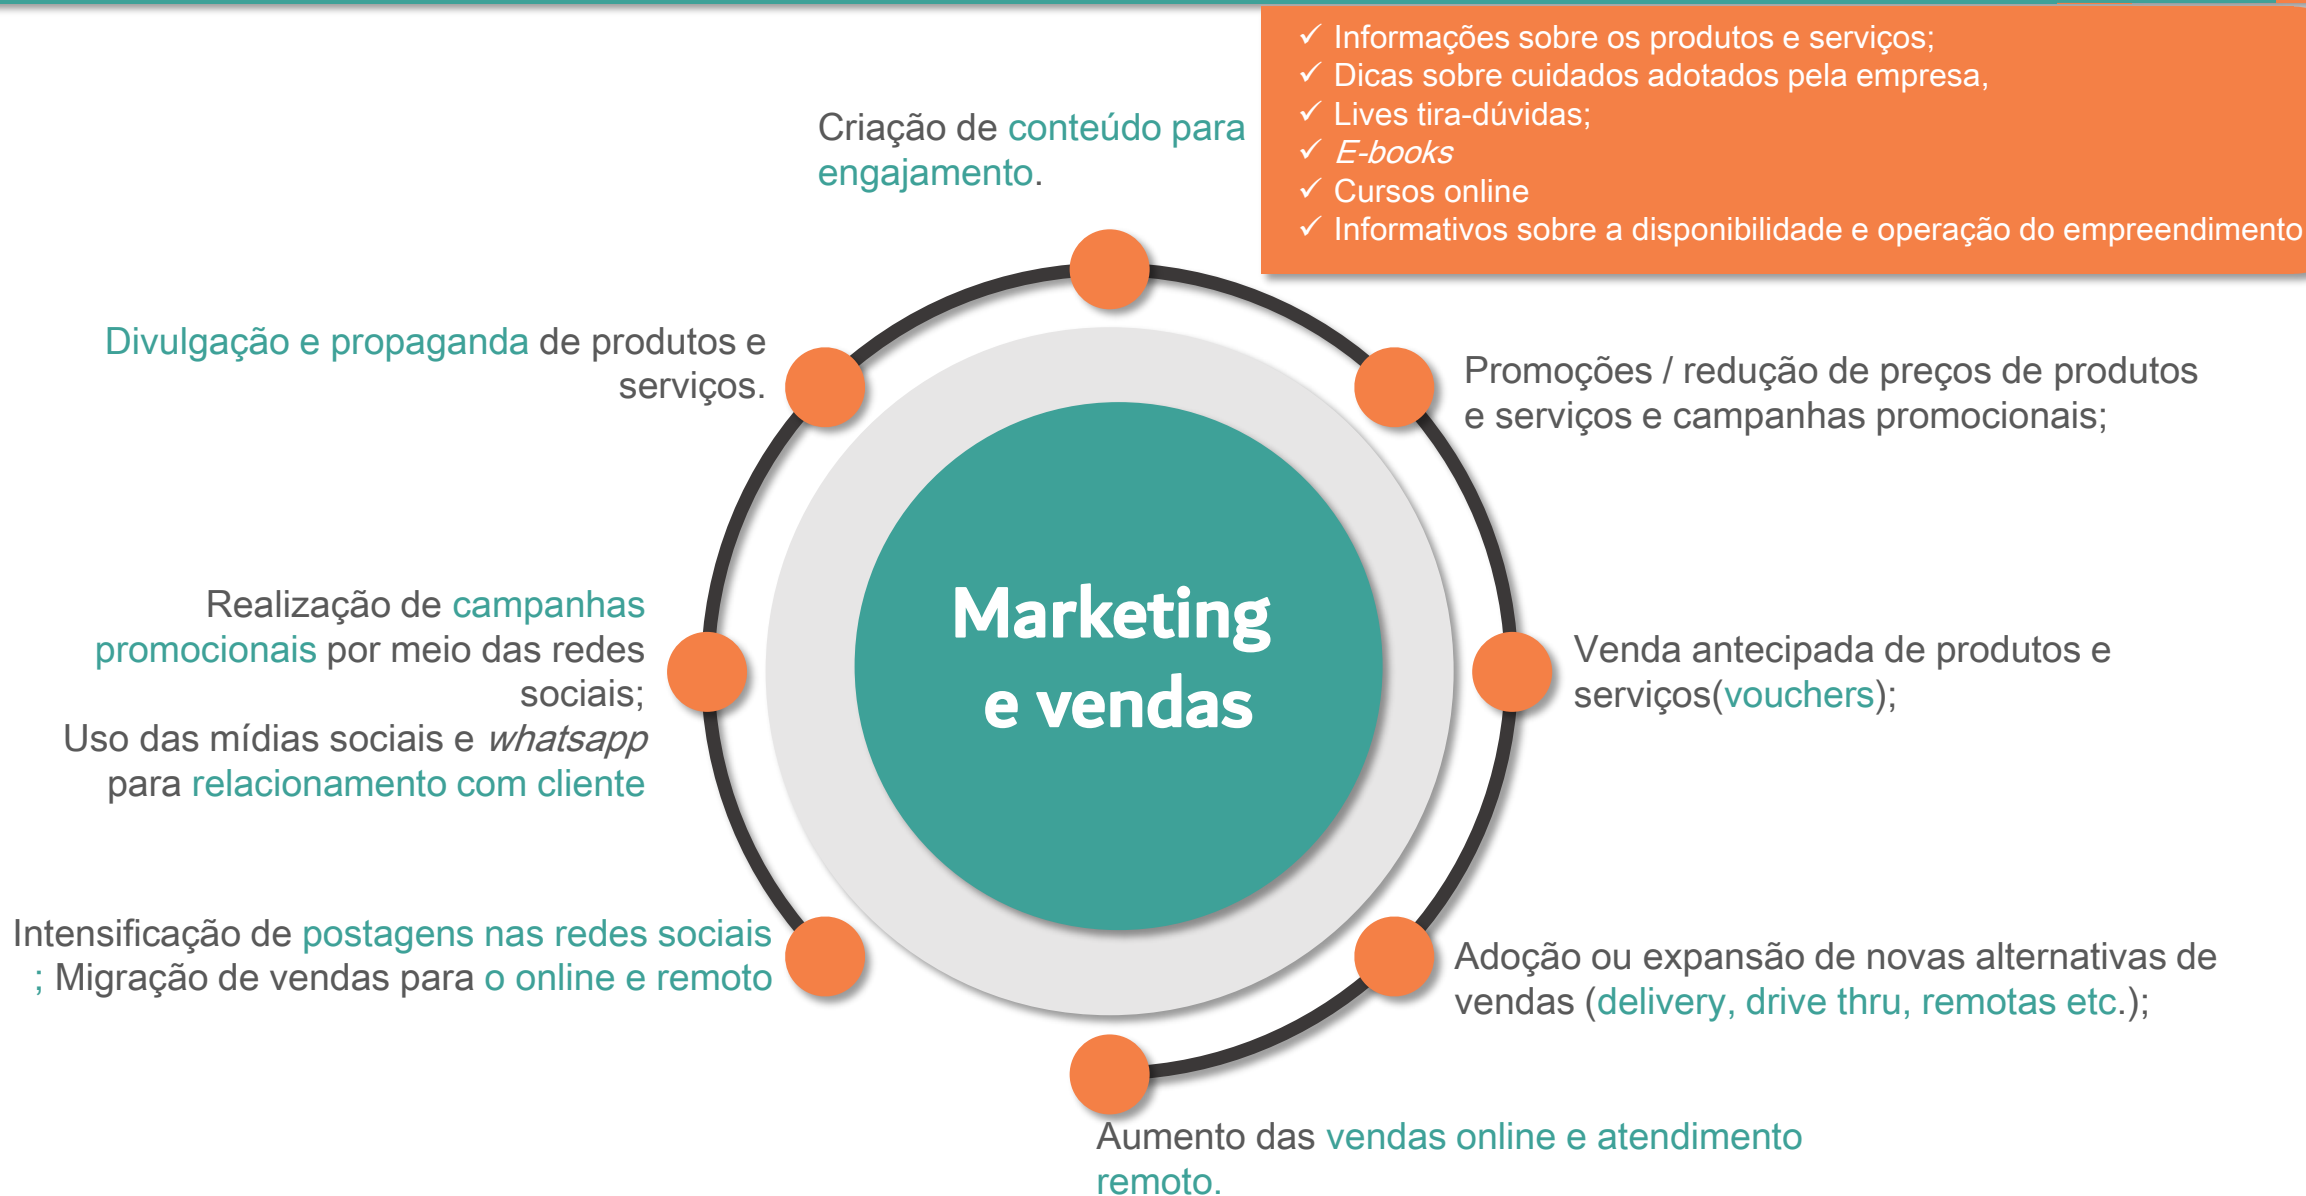 Informações sobre os produtos e serviços;
Dicas sobre cuidados adotados pela empresa,
Lives tira-dúvidas;
E-books
Cursos online
Informativos sobre a disponibilidade e operação do empreendimento
Criação de conteúdo para
engajamento.
Divulgação e propaganda de produtos e
serviços.
Promoções / redução de preços de produtos
e serviços e campanhas promocionais;
Realização de campanhas
promocionais por meio das redes
sociais;
Uso das mídias sociais e whatsapp
para relacionamento com cliente
Marketing
e vendas
Venda antecipada de produtos e
serviços(vouchers);
Intensificação de postagens nas redes sociais
; Migração de vendas para o online e remoto
Adoção ou expansão de novas alternativas de
vendas (delivery, drive thru, remotas etc.);
Aumento das vendas online e atendimento
remoto.